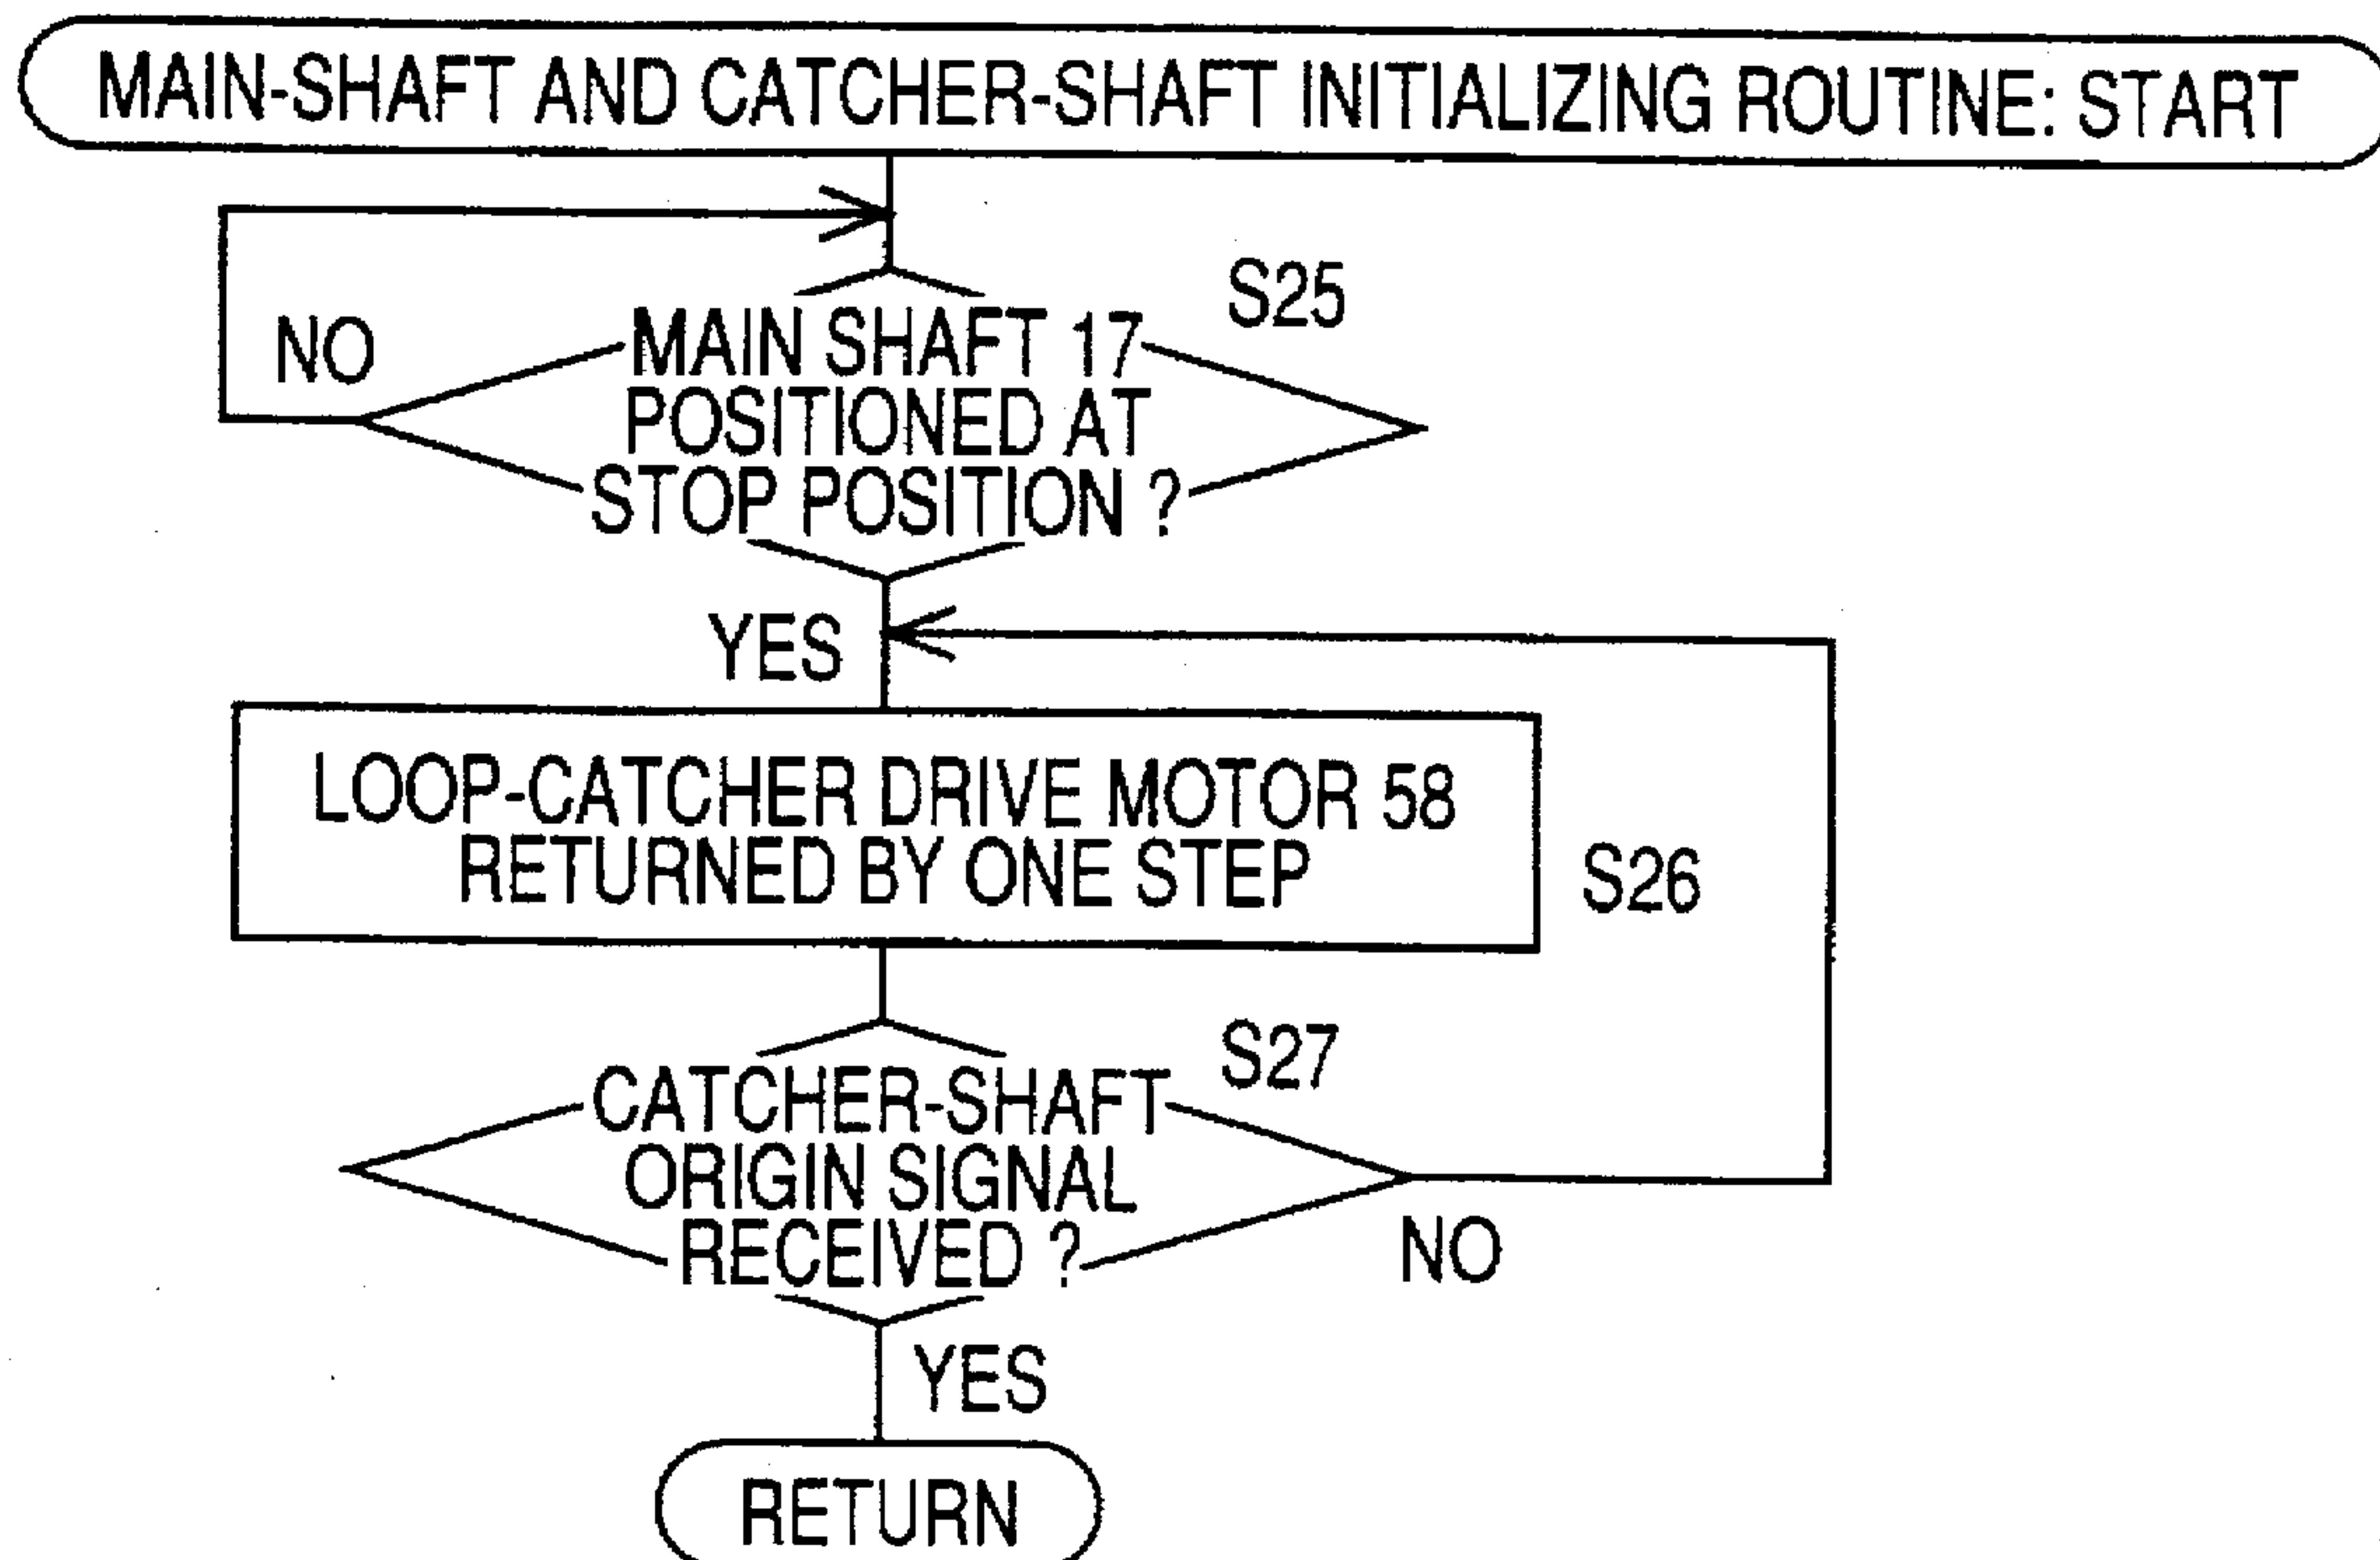 MAIN-SHAFT AND CATCHER-SHAFT INITIALIZING ROUTINE: START
S25
NO
MAIN SHAFT 17
POSITIONED AT
STOP POSITION ?
YES
LOOP-CATCHER DRIVE MOTOR 58
RETURNED BY ONE STEP
S26
S27
CATCHER-SHAFT
ORIGIN SIGNAL
RECEIVED ?
NO
YES
RETURN